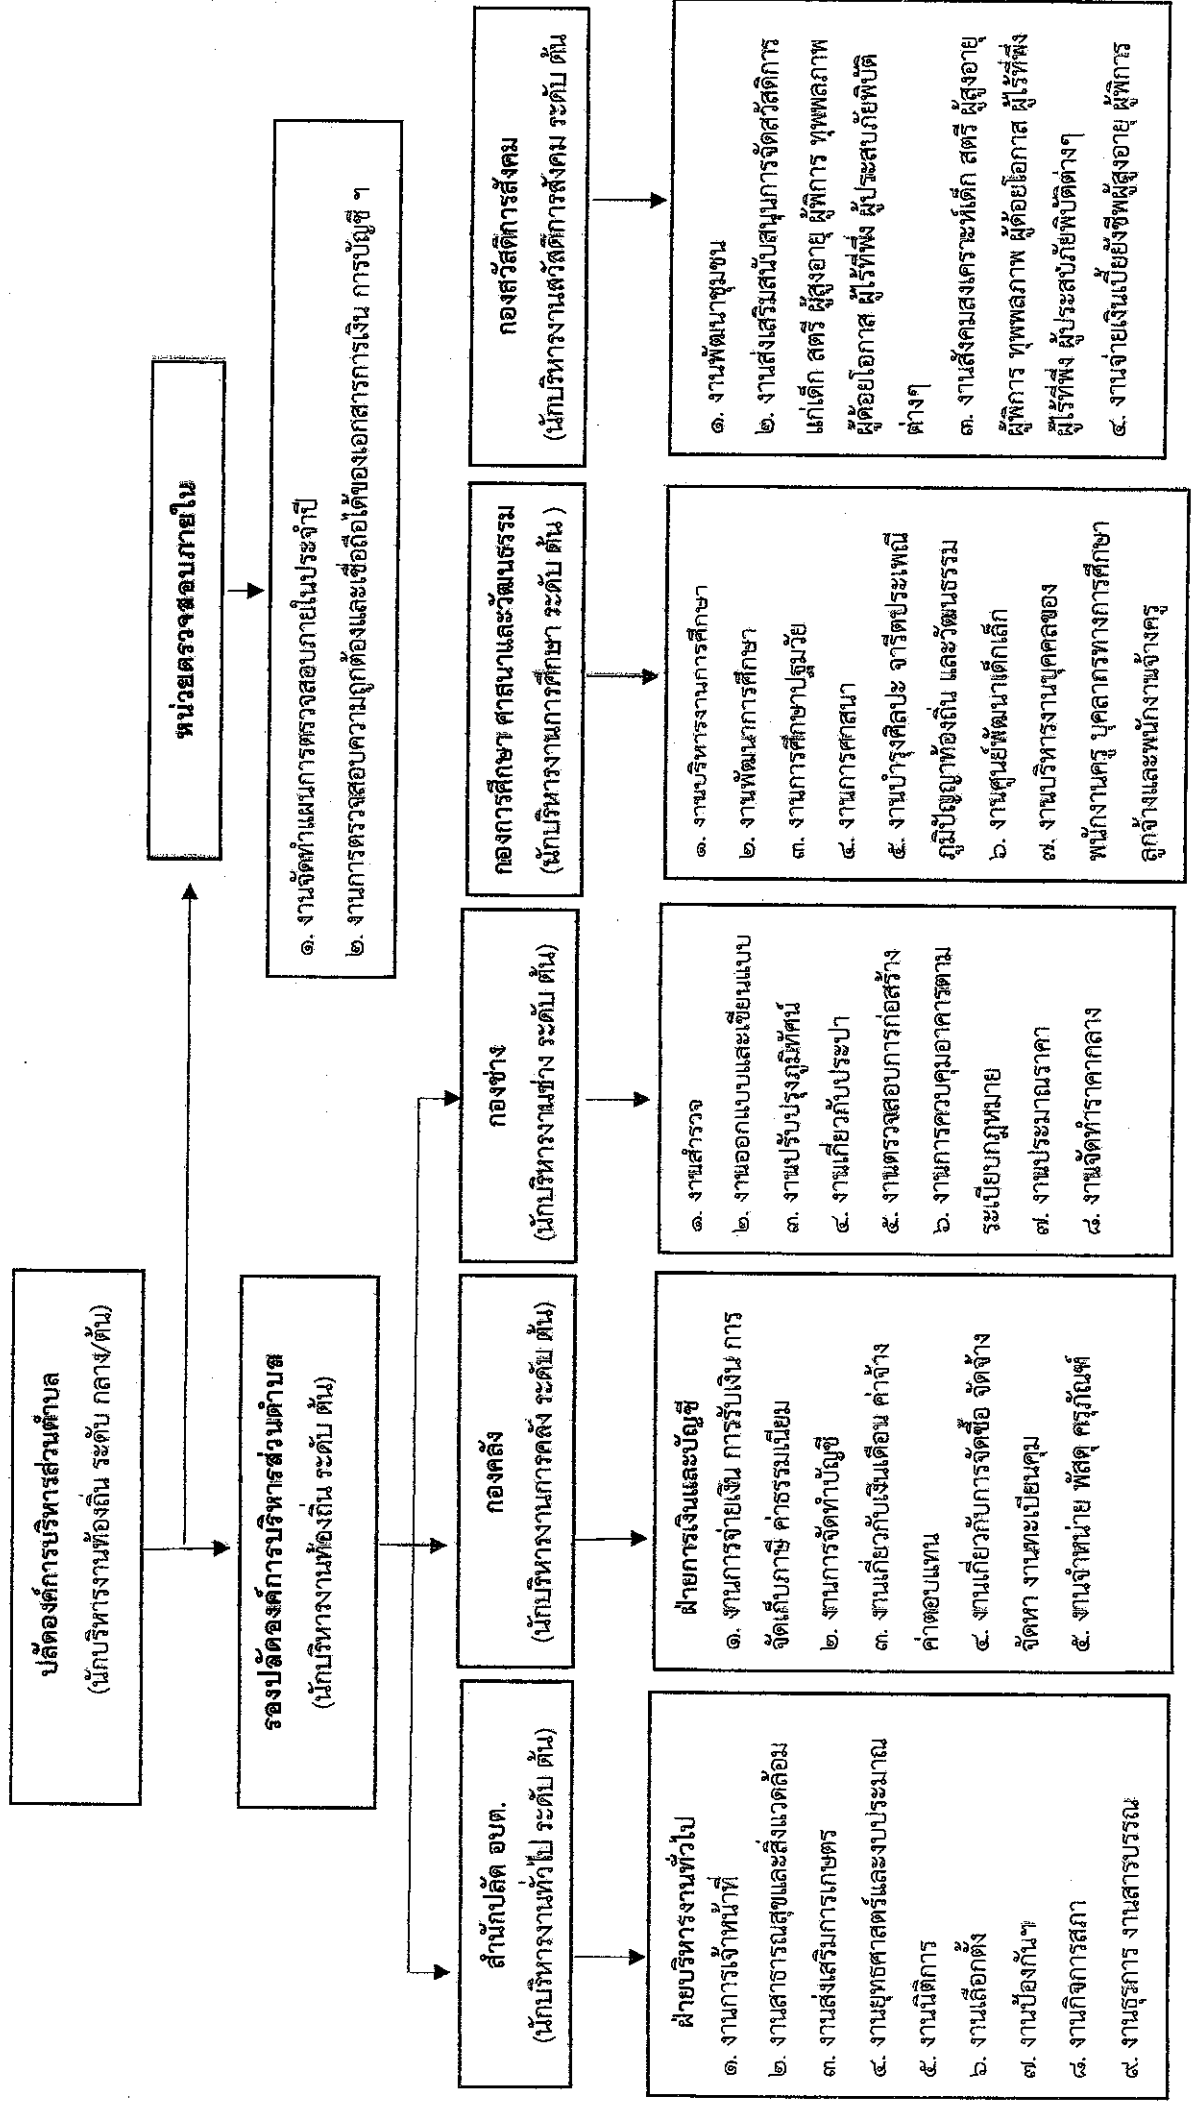 ปลัดองค์การบริหารส่วนตำบล
(นักบริหารงานท้องถิ่น ระดับ กลาง/ต้น)
หน่วยตรวจสอบภายใน
๑. งานจัดทำแผนการตรวจสอบภายในประจำปี
๒. งานการตรวจสอบความถูกต้องและเชื่อถือได้ของเอกสารการเงิน การบัญชี ฯ
รองปลัดองค์การบริหารส่วนตำบล
(นักบริหารงานท้องถิ่น ระดับ ต้น)
สำนักปลัด อบต.
(นักบริหารงานทั่วไป ระดับ ต้น)
กองคลัง
(นักบริหารงานการคลัง ระดับ ต้น)
กองช่าง
(นักบริหารงานช่าง ระดับ ต้น)
กองการศึกษา ศาสนาและวัฒนธรรม
(นักบริหารงานการศึกษา ระดับ ต้น )
กองสวัสดิการสังคม
(นักบริหารงานสวัสดิการสังคม ระดับ ต้น
ฝ่ายบริหารงานทั่วไป
๑. งานการเจ้าหน้าที่
๒. งานสาธารณสุขและสิ่งแวดล้อม
๓. งานส่งเสริมการเกษตร
๔. งานยุทธศาสตร์และงบประมาณ
๕. งานนิติการ
๖. งานเลือกตั้ง
๗. งานป้องกันฯ
๘. งานกิจการสภา
๙. งานธุรการ งานสารบรรณ
ฝ่ายการเงินและบัญชี
๑. งานการจ่ายเงิน การรับเงิน การ
จัดเก็บภาษี ค่าธรรมเนียม
๒. งานการจัดทำบัญชี
๓. งานเกี่ยวกับเงินเดือน ค่าจ้าง
ค่าตอบแทน
๔. งานเกี่ยวกับการจัดซื้อ จัดจ้าง
จัดหา งานทะเบียนคุม
๕. งานจำหน่าย พัสดุ ครุภัณฑ์
๑. งานสำรวจ
๒. งานออกแบบและเขียนแบบ
๓. งานปรับปรุงภูมิทัศน์
๔. งานเกี่ยวกับประปา
๕. งานตรวจสอบการก่อสร้าง
๖. งานการควบคุมอาคารตาม
ระเบียบกฎหมาย
๗. งานประมาณราคา
๘. งานจัดทำราคากลาง
๑. งานบริหารงานการศึกษา
๒. งานพัฒนาการศึกษา
๓. งานการศึกษาปฐมวัย
๔. งานการศาสนา
๕. งานบำรุงศิลปะ จารีตประเพณี
ภูมิปัญญาท้องถิ่น และวัฒนธรรม
๖. งานศูนย์พัฒนาเด็กเล็ก
๗. งานบริหารงานบุคคลของ
พนักงานครู บุคลากรทางการศึกษา
ลูกจ้างและพนักงานจ้างครู
๑. งานพัฒนาชุมชน
๒. งานส่งเสริมสนับสนุนการจัดสวัสดิการ
แก่เด็ก สตรี ผู้สูงอายุ ผู้พิการ ทุพพลภาพ
ผู้ด้อยโอกาส ผู้ไร้ที่พึ่ง ผู้ประสบภัยพิบัติ
ต่างๆ
๓. งานสังคมสงเคราะห์เด็ก สตรี ผู้สูงอายุ
ผู้พิการ ทุพพลภาพ ผู้ด้อยโอกาส ผู้ไร้ที่พึ่ง
ผู้ไร้ที่พึ่ง ผู้ประสบภัยพิบัติต่างๆ
๔. งานจ่ายเงินเบี้ยยังชีพผู้สูงอายุ ผู้พิการ